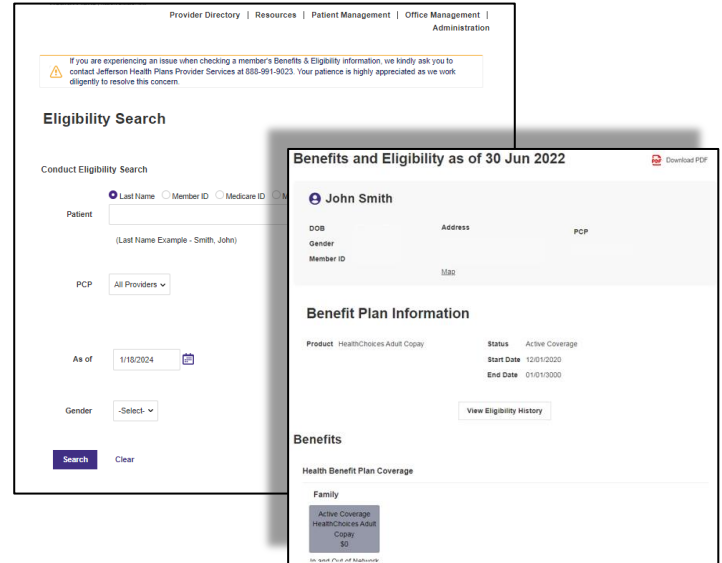 Provider Directory | Resources | Patient Management | Office Management |
Administration
If you are experiencing an issue when checking a member's Benefits & Eligibility information, we kindly ask you to
contact Jefferson Health Plans Provider Services at 888-991-9023. Your patience is highly appreciated as we work
diligently to resolve this concern.
Eligibility Search
Conduct Eligibility Search
Last Name Member ID Medicare ID
Patient
(Last Name Example - Smith, John)
PCP All Providers
As of 1/18/2024
Gender -Select-
Search Clear
Benefits and Eligibility as of 30 Jun 2022
Download PDF
John Smith
DOB Address PCP
Gender
Member ID
Map
Benefit Plan Information
Product HealthChoices Adult Copay Status Active Coverage
Start Date 12/01/2020
End Date 01/01/3000
View Eligibility History
Benefits
Health Benefit Plan Coverage
Family
Active Coverage
HealthChoices Adult
Copay
$0
In and Out of Network